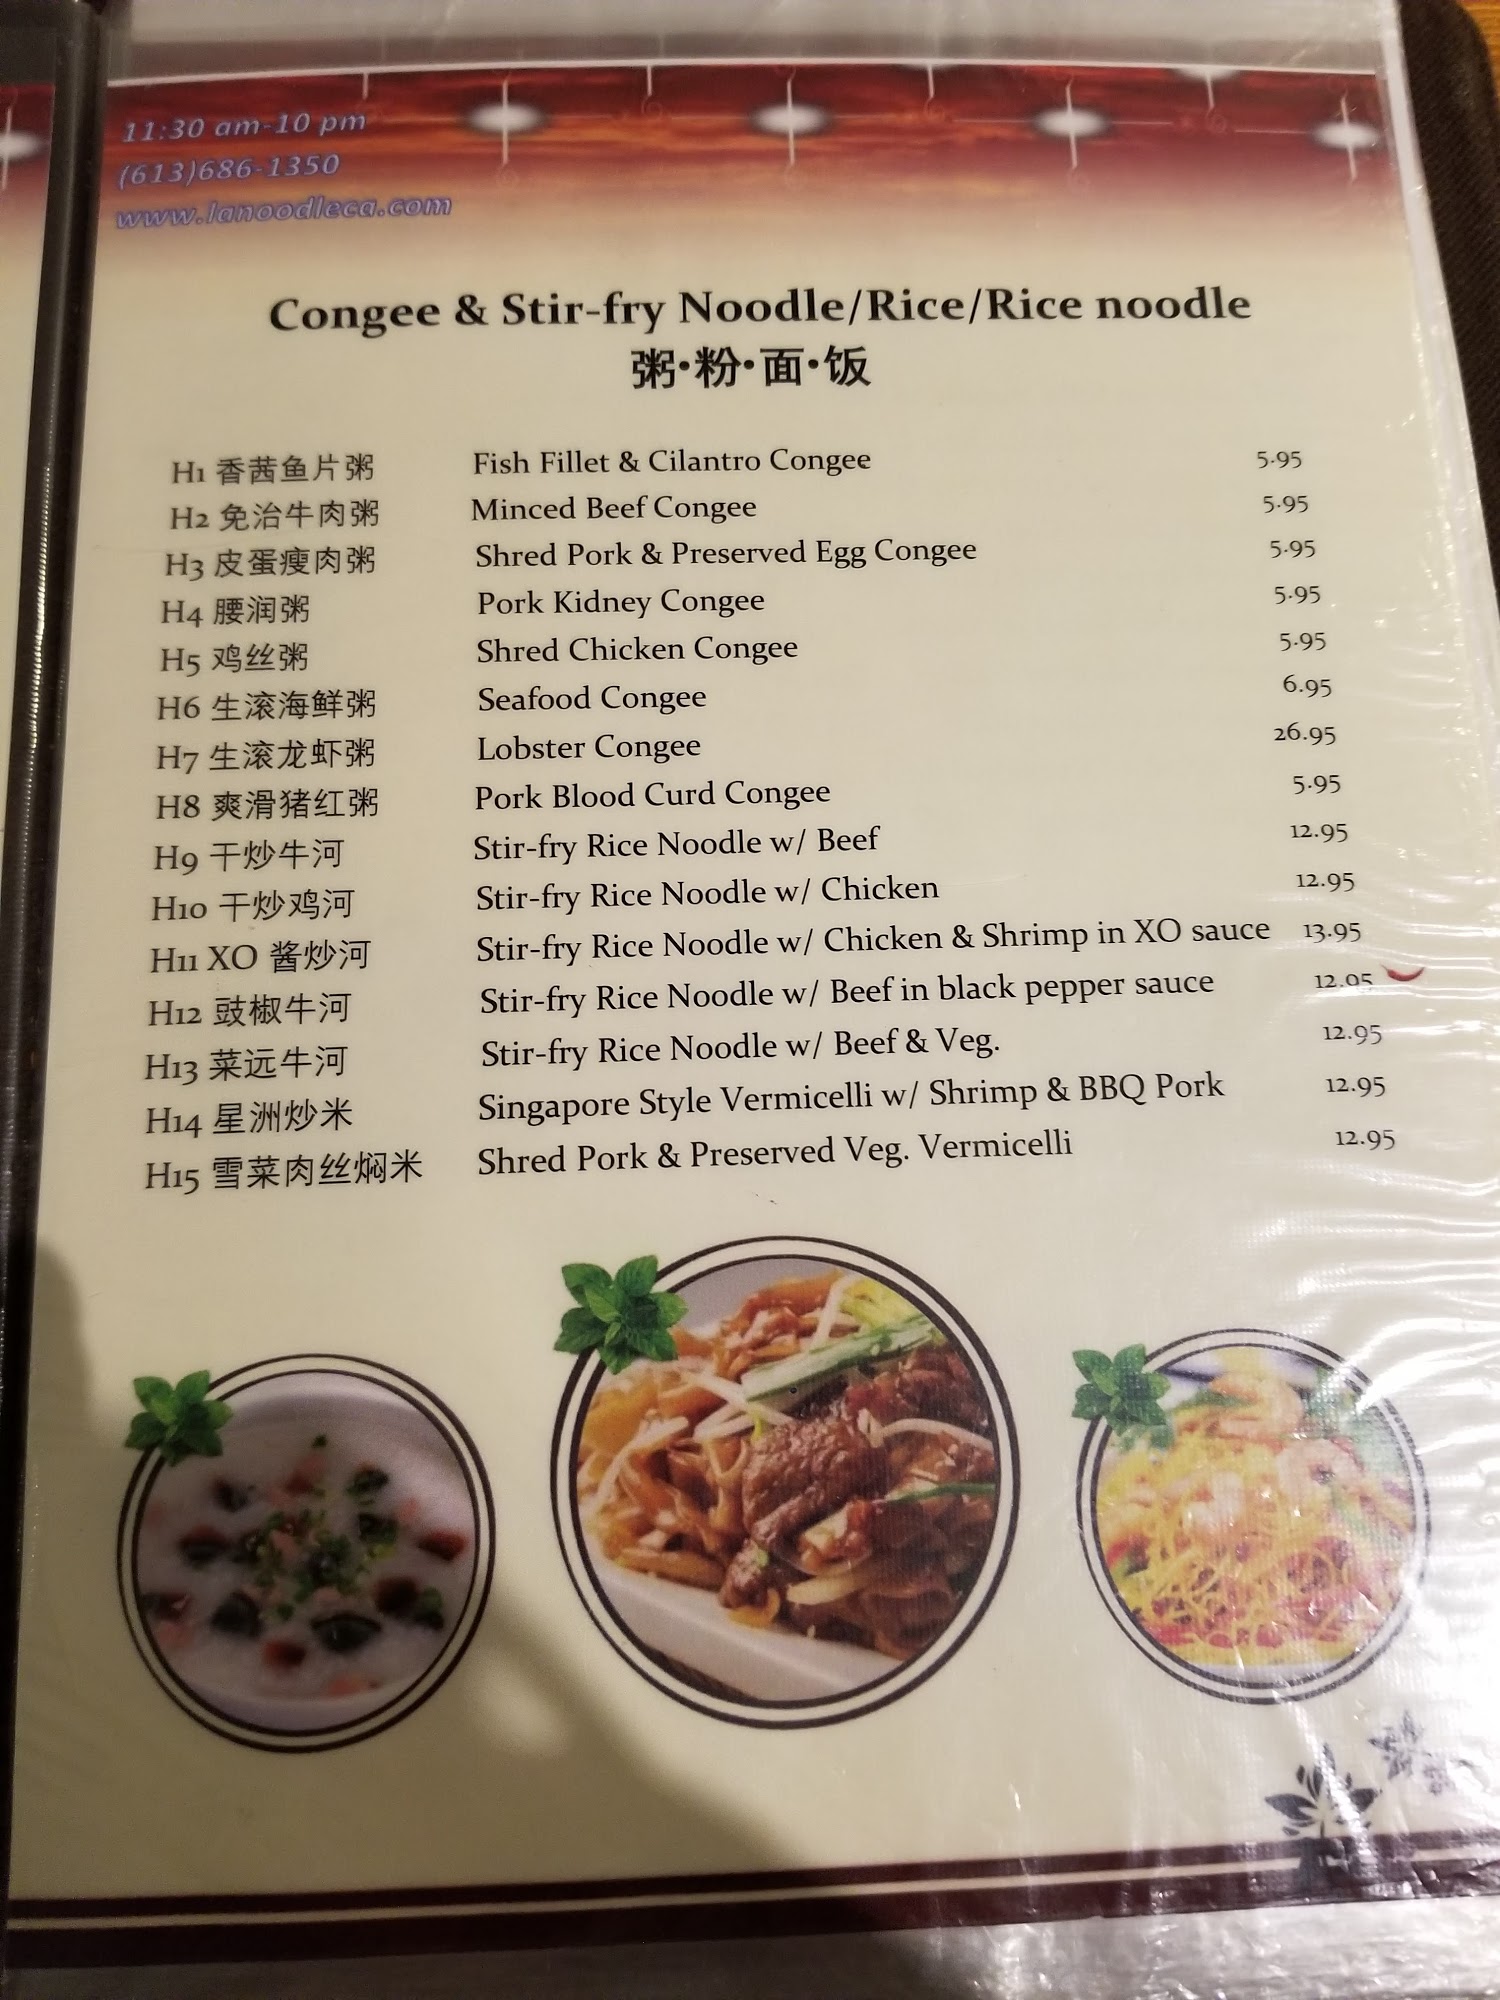 11:30 am-10 pm
(613)686-1350
www.lanoodleca.com
Congee & Stir-fry Noodle/Rice/Rice noodle
粥·粉·面·饭
H1 香茜鱼片粥 Fish Fillet & Cilantro Congee 5.95
H2 免治牛肉粥 Minced Beef Congee 5.95
H3 皮蛋瘦肉粥 Shred Pork & Preserved Egg Congee 5.95
H4 腰润粥 Pork Kidney Congee 5.95
H5 鸡丝粥 Shred Chicken Congee 5.95
H6 生滚海鲜粥 Seafood Congee 6.95
H7 生滚龙虾粥 Lobster Congee 26.95
H8 爽滑猪红粥 Pork Blood Curd Congee 5.95
H9 干炒牛河 Stir-fry Rice Noodle w/ Beef 12.95
H10 干炒鸡河 Stir-fry Rice Noodle w/ Chicken 12.95
H11 XO 酱炒河 Stir-fry Rice Noodle w/ Chicken & Shrimp in XO sauce 13.95
H12 豉椒牛河 Stir-fry Rice Noodle w/ Beef in black pepper sauce 12.95
H13 菜远牛河 Stir-fry Rice Noodle w/ Beef & Veg. 12.95
H14 星洲炒米 Singapore Style Vermicelli w/ Shrimp & BBQ Pork 12.95
H15 雪菜肉丝焖米 Shred Pork & Preserved Veg. Vermicelli 12.95